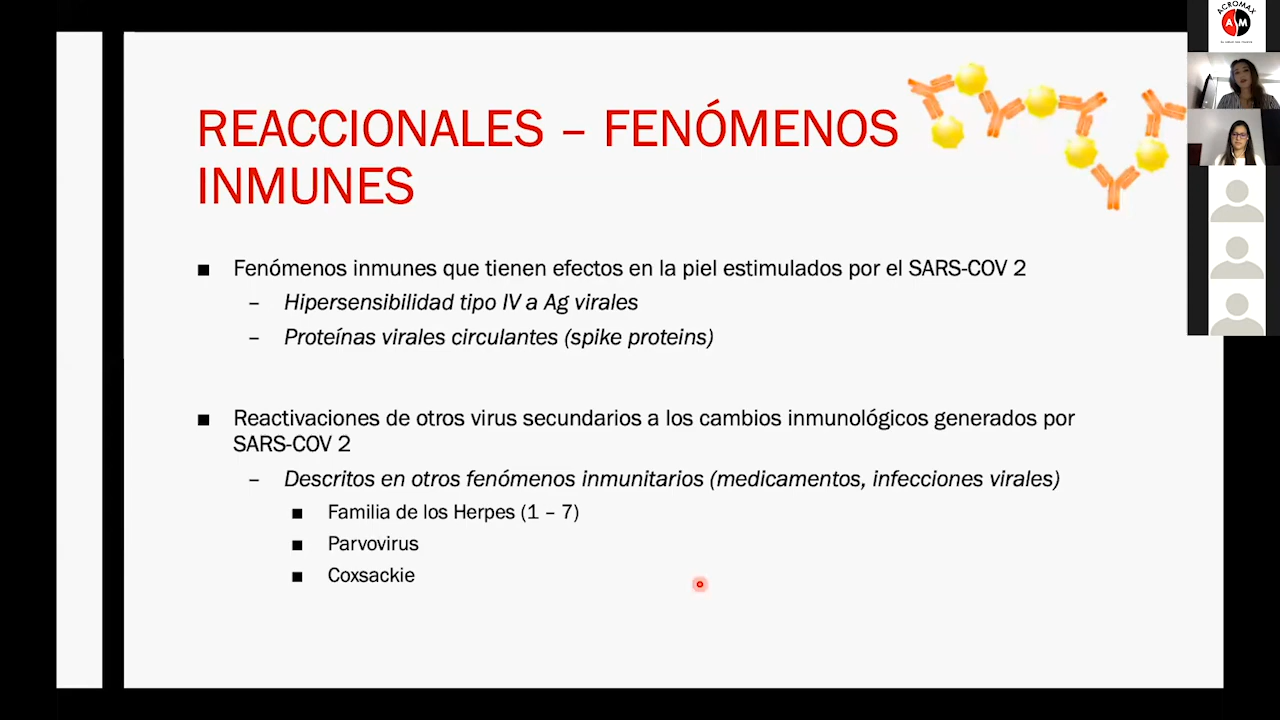 REACCIONALES – FENÓMENOS
INMUNES
■ Fenómenos inmunes que tienen efectos en la piel estimulados por el SARS-COV 2
– Hipersensibilidad tipo IV a Ag virales
– Proteínas virales circulantes (spike proteins)
■ Reactivaciones de otros virus secundarios a los cambios inmunológicos generados por
SARS-COV 2
– Descritos en otros fenómenos inmunitarios (medicamentos, infecciones virales)
■ Familia de los Herpes (1 – 7)
■ Parvovirus
■ Coxsackie
ACROMAX
A M